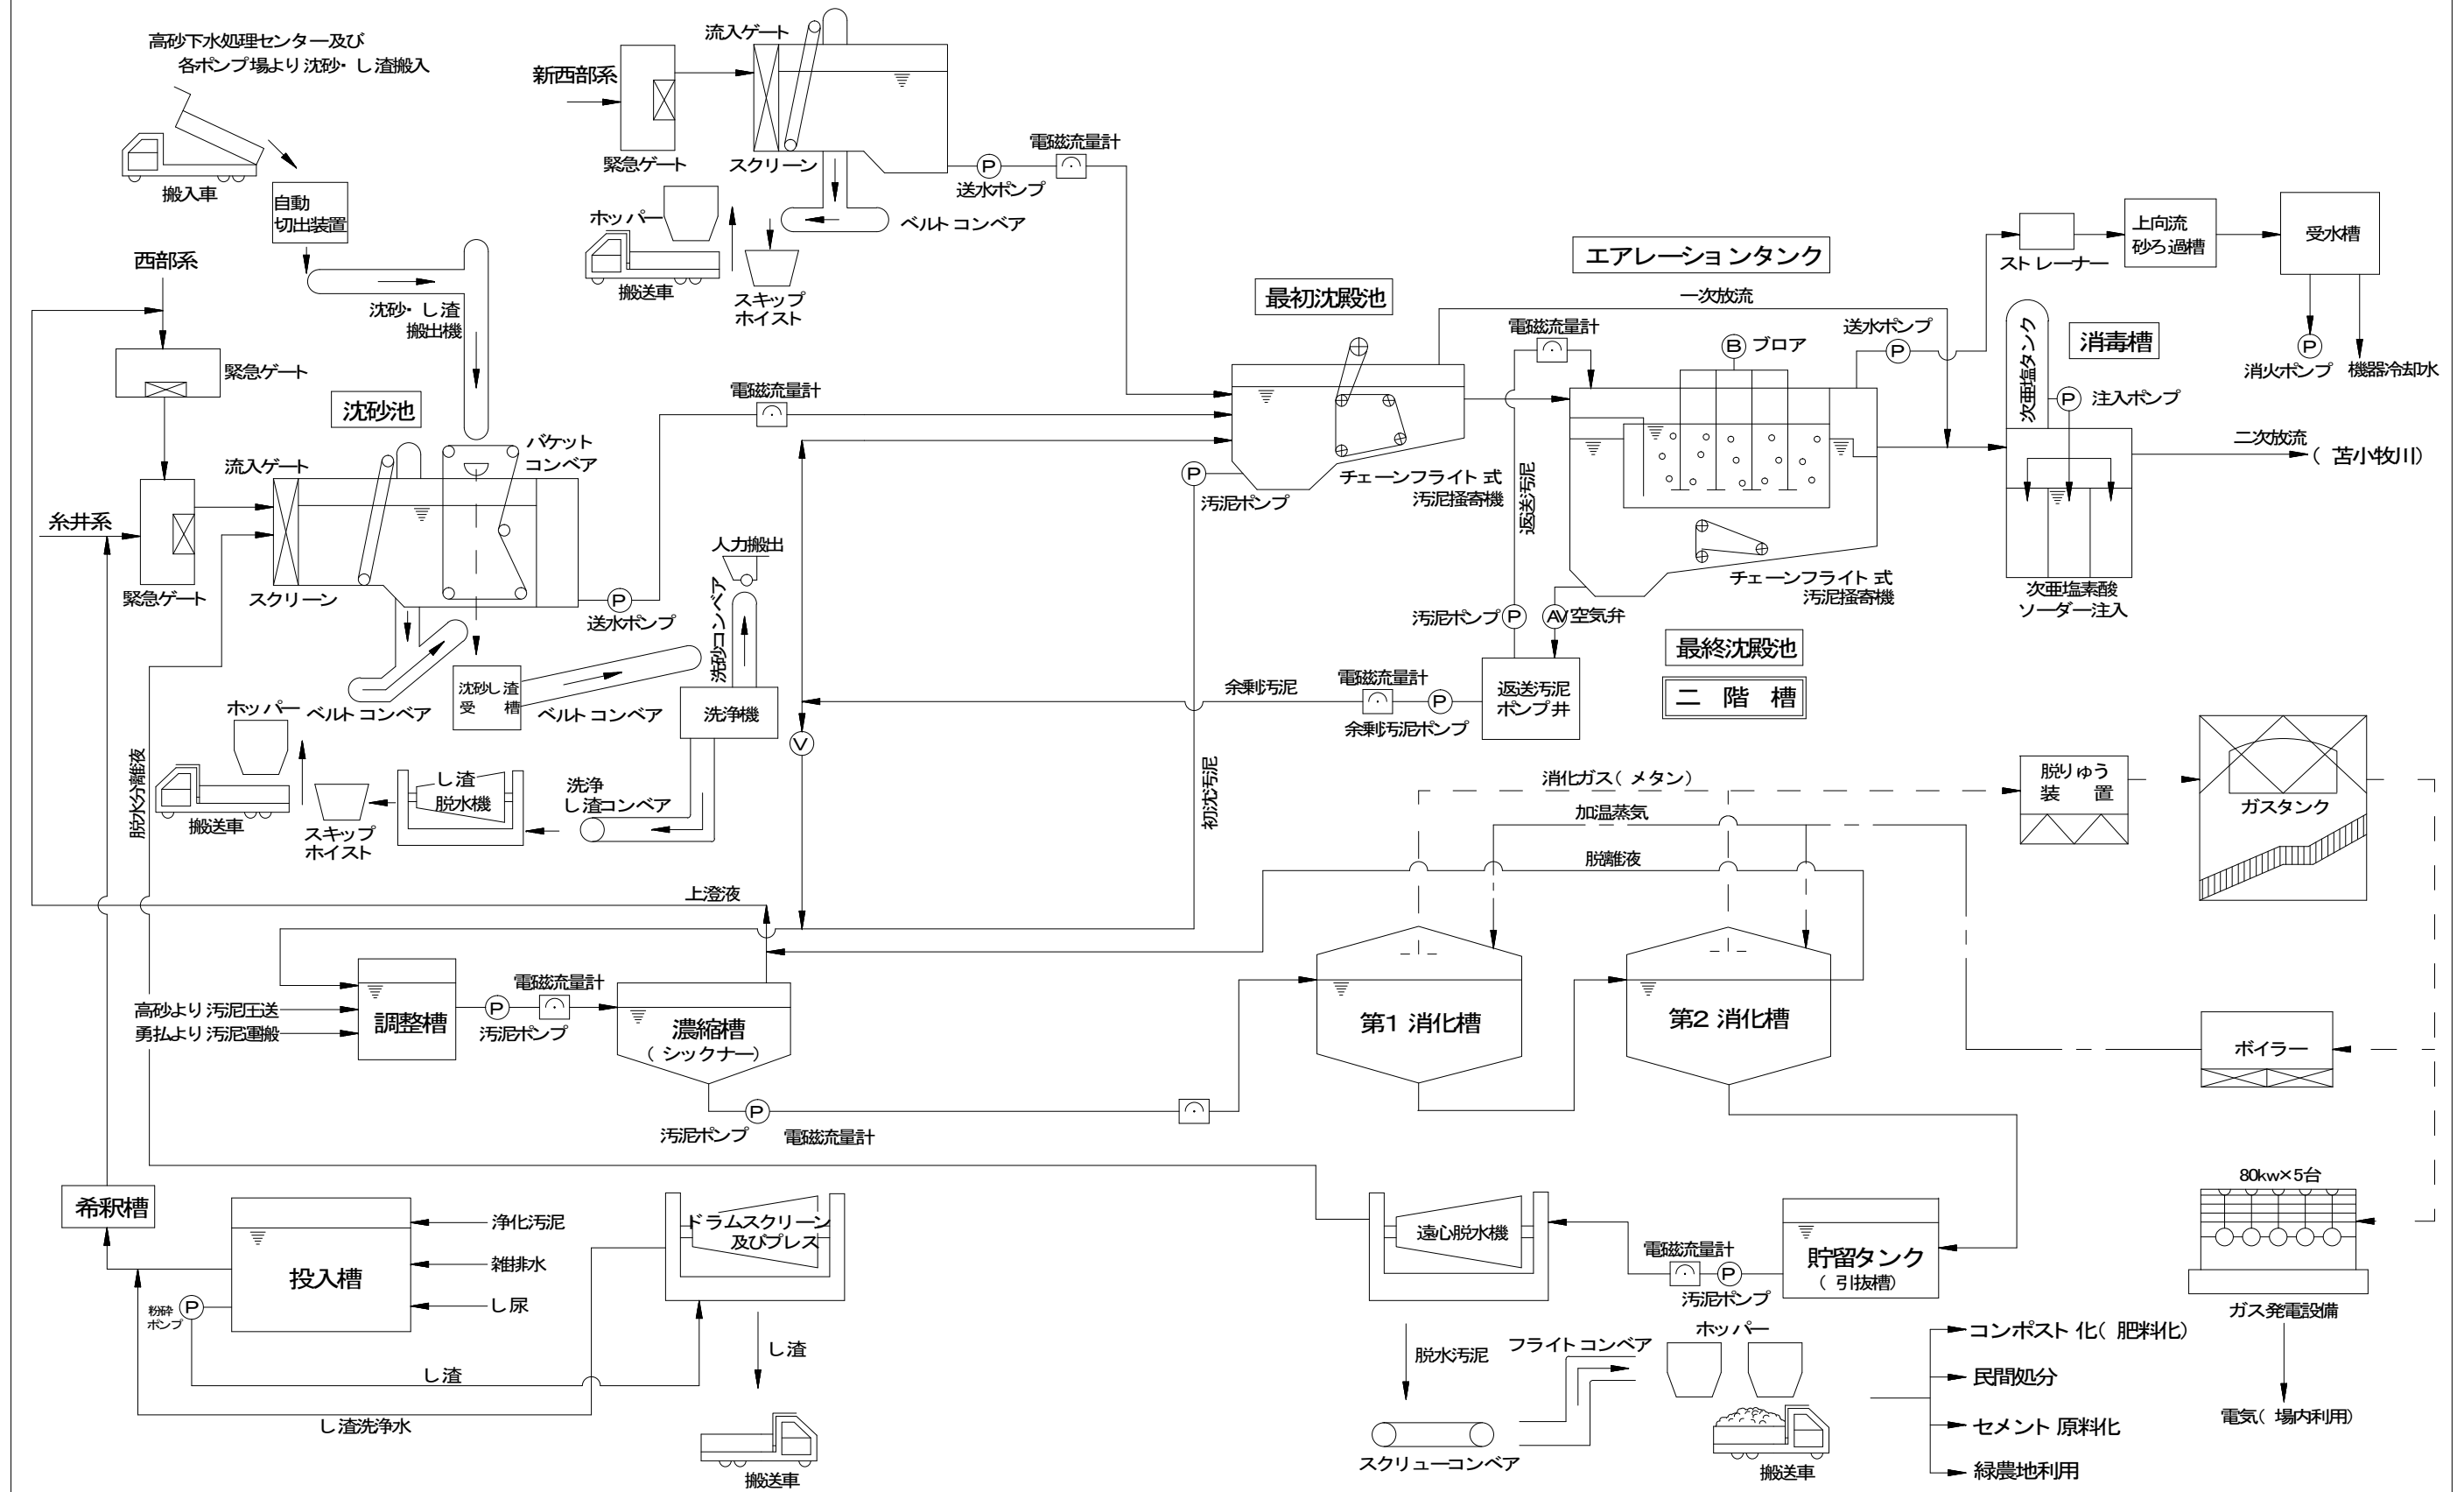 高砂下水処理センター及び
各ポンプ場より沈砂・し渣搬入
搬入車
自動
切出装置
西部系
沈砂・し渣
搬出機
緊急ゲート
沈砂池
流入ゲート
バケット
コンベア
糸井系
緊急ゲート
スクリーン
送水ポンプ
電磁流量計
新西部系
緊急ゲート
流入ゲート
スクリーン
送水ポンプ
電磁流量計
ホッパー
搬送車
スキップ
ホイスト
ベルトコンベア
最初沈殿池
汚泥ポンプ
チェーンフライト式
汚泥掻寄機
エアレーションタンク
一次放流
電磁流量計
ブロア
送水ポンプ
返送汚泥
チェーンフライト式
汚泥掻寄機
汚泥ポンプ
空気弁
最終沈殿池
二階槽
返送汚泥
ポンプ井
余剰汚泥
電磁流量計
余剰汚泥ポンプ
ストレーナー
上向流
砂ろ過槽
受水槽
消火ポンプ
機器冷却水
次亜塩タンク
消毒槽
注入ポンプ
二次放流
(苫小牧川)
次亜塩素酸
ソーダー注入
人力搬出
洗砂コンベア
沈砂し渣
受槽
ベルトコンベア
ベルトコンベア
洗浄機
ホッパー
搬送車
スキップ
ホイスト
し渣
脱水機
洗浄
し渣コンベア
脱水分離液
初沈汚泥
上澄液
消化ガス(メタン)
加温蒸気
脱離液
脱りゅう
装置
ガスタンク
高砂より汚泥圧送
勇払より汚泥運搬
調整槽
汚泥ポンプ
電磁流量計
濃縮槽
(シックナー)
汚泥ポンプ
電磁流量計
第1消化槽
第2消化槽
ボイラー
希釈槽
投入槽
浄化汚泥
雑排水
し尿
粉砕
ポンプ
し渣
し渣洗浄水
ドラムスクリーン
及びプレス
し渣
搬送車
遠心脱水機
電磁流量計
汚泥ポンプ
貯留タンク
(引抜槽)
脱水汚泥
フライトコンベア
スクリューコンベア
ホッパー
搬送車
コンポスト化(肥料化)
民間処分
セメント原料化
緑農地利用
80kw×5台
ガス発電設備
電気(場内利用)
P
P
P
P
P
P
P
P
P
P
P
P
P
P
B
AV
V